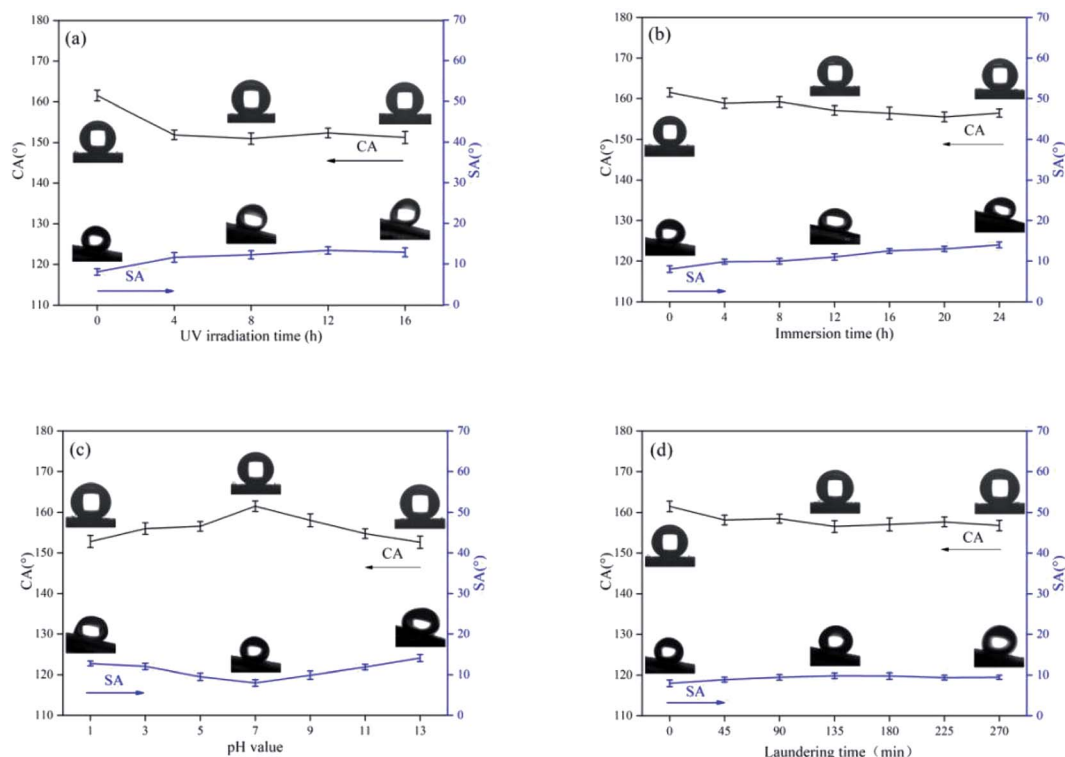 (a)
180
170
160
150
140
130
120
110
CA(°)
70
60
50
40
30
20
10
0
SA(°)
CA
SA
0 4 8 12 16
UV irradiation time (h)
(b)
180
170
160
150
140
130
120
110
CA(°)
70
60
50
40
30
20
10
0
SA(°)
CA
SA
0 4 8 12 16 20 24
Immersion time (h)
(c)
180
170
160
150
140
130
120
110
CA(°)
70
60
50
40
30
20
10
0
SA(°)
CA
SA
1 3 5 7 9 11 13
pH value
(d)
180
170
160
150
140
130
120
110
CA(°)
70
60
50
40
30
20
10
0
SA(°)
CA
SA
0 45 90 135 180 225 270
Laundering time（min）